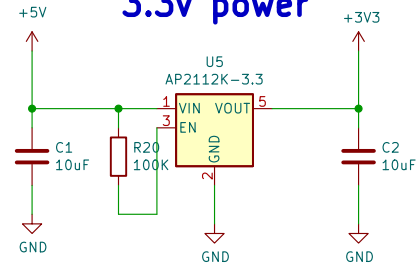 3.3v power
+5V
+3V3
U5
AP2112K-3.3
1 VIN VOUT 5
3 EN
C1
10uF
R20
100K
GND
2
C2
10uF
GND
GND
GND